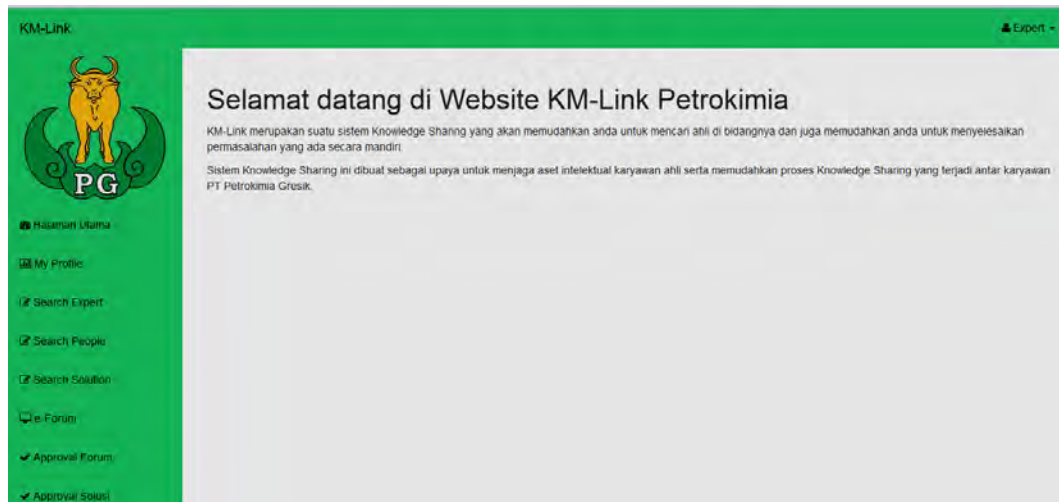 KM-Link
Expert
PG
Halaman Utama
My Profile
Search Expert
Search People
Search Solution
e-Forum
Approval Forum
Approval Solusi
Selamat datang di Website KM-Link Petrokimia
KM-Link merupakan suatu sistem Knowledge Sharing yang akan memudahkan anda untuk mencari ahli di bidangnya dan juga memudahkan anda untuk menyelesaikan
permasalahan yang ada secara mandiri
Sistem Knowledge Sharing ini dibuat sebagai upaya untuk menjaga aset intelektual karyawan ahli serta memudahkan proses Knowledge Sharing yang terjadi antar karyawan
PT Petrokimia Gresik.